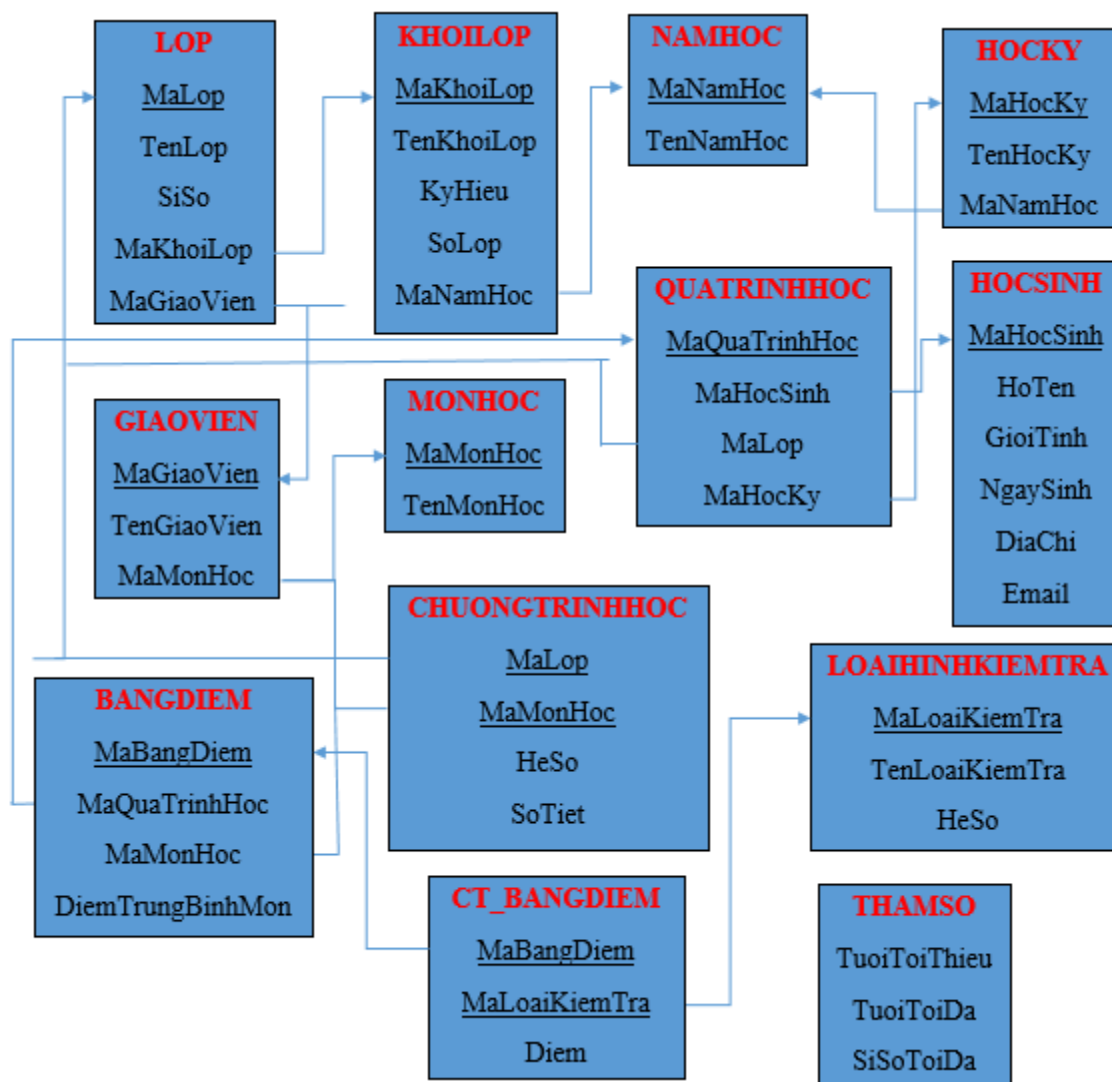 LOP
MaLop
TenLop
SiSo
MaKhoiLop
MaGiaoVien
KHOILOP
MaKhoiLop
TenKhoiLop
KyHieu
SoLop
MaNamHoc
NAMHOC
MaNamHoc
TenNamHoc
HOCKY
MaHocKy
TenHocKy
MaNamHoc
QUATRINHHOC
MaQuaTrinhHoc
MaHocSinh
MaLop
MaHocKy
HOCSINH
MaHocSinh
HoTen
GioiTinh
NgaySinh
DiaChi
Email
GIAOVIEN
MaGiaoVien
TenGiaoVien
MaMonHoc
MONHOC
MaMonHoc
TenMonHoc
CHUONGTRINHHOC
MaLop
MaMonHoc
HeSo
SoTiet
LOAIHINHKIEMTRA
MaLoaiKiemTra
TenLoaiKiemTra
HeSo
BANGDIEM
MaBangDiem
MaQuaTrinhHoc
MaMonHoc
DiemTrungBinhMon
CT_BANGDIEM
MaBangDiem
MaLoaiKiemTra
Diem
THAMSO
TuoiToiThieu
TuoiToiDa
SiSoToiDa